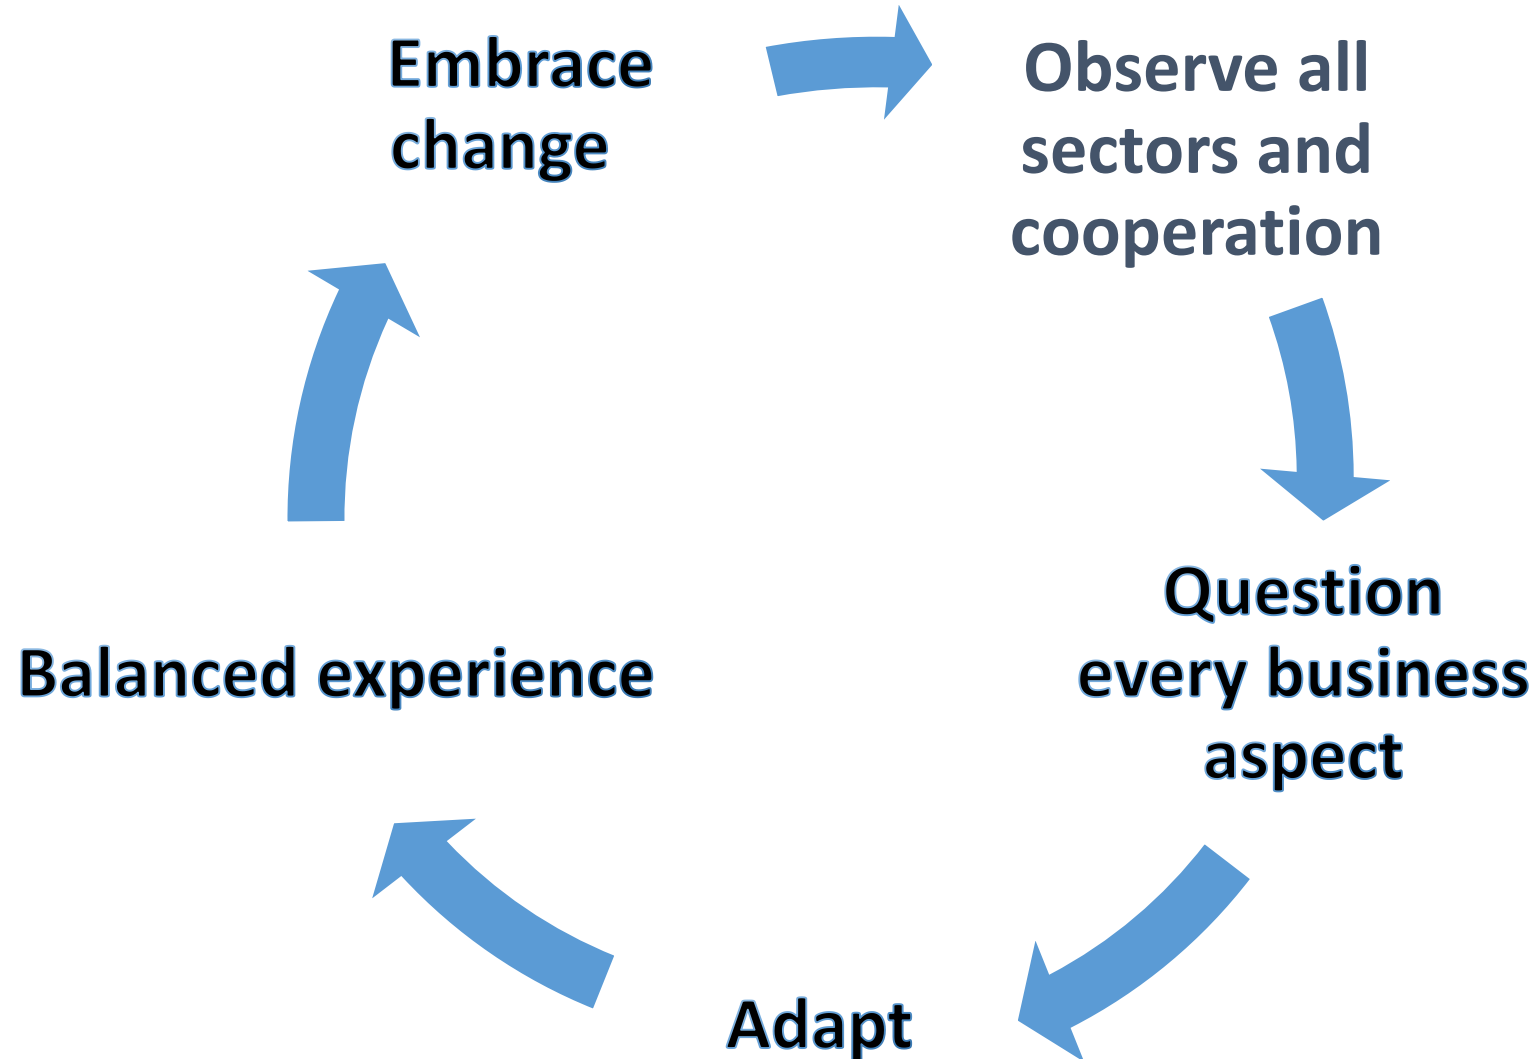 Embrace
change
Observe all
sectors and
cooperation
Question
every business
aspect
Adapt
Balanced experience